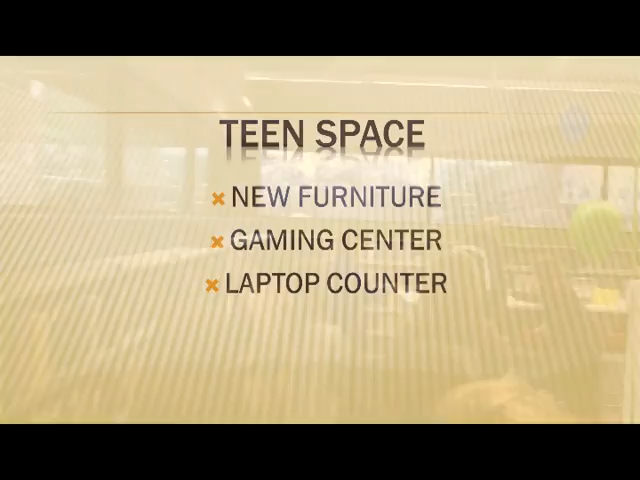 TEEN SPACE
NEW FURNITURE
GAMING CENTER
LAPTOP COUNTER